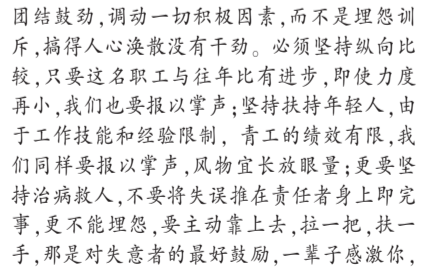 团结鼓劲,调动一切积极因素,而不是埋怨训
斥,搞得人心涣散没有干劲。必须坚持纵向比
较,只要这名职工与往年比有进步,即使力度
再小,我们也要报以掌声;坚持扶持年轻人,由
于工作技能和经验限制,青工的绩效有限,我
们同样要报以掌声,风物宜长放眼量;更要坚
持治病救人,不要将失误推在责任者身上即完
事,更不能埋怨,要主动靠上去,拉一把,扶一
手,那是对失意者的最好鼓励,一辈子感激你,